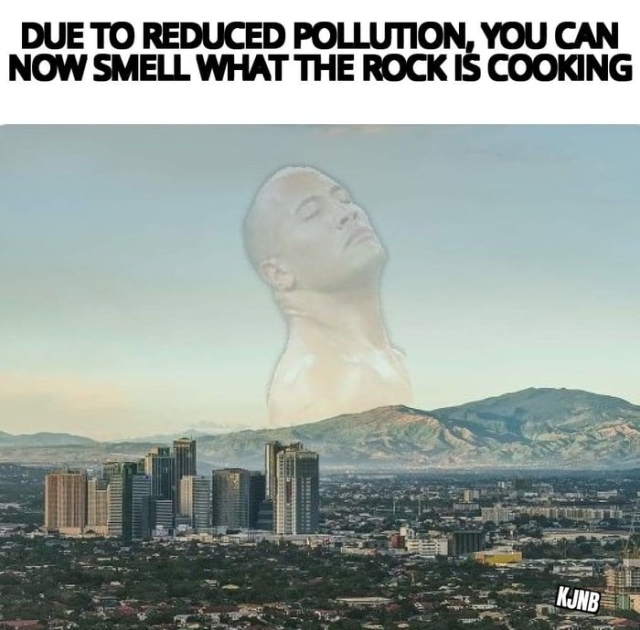 DUE TO REDUCED POLLUTION, YOU CAN
NOW SMELL WHAT THE ROCK IS COOKING
KJNB